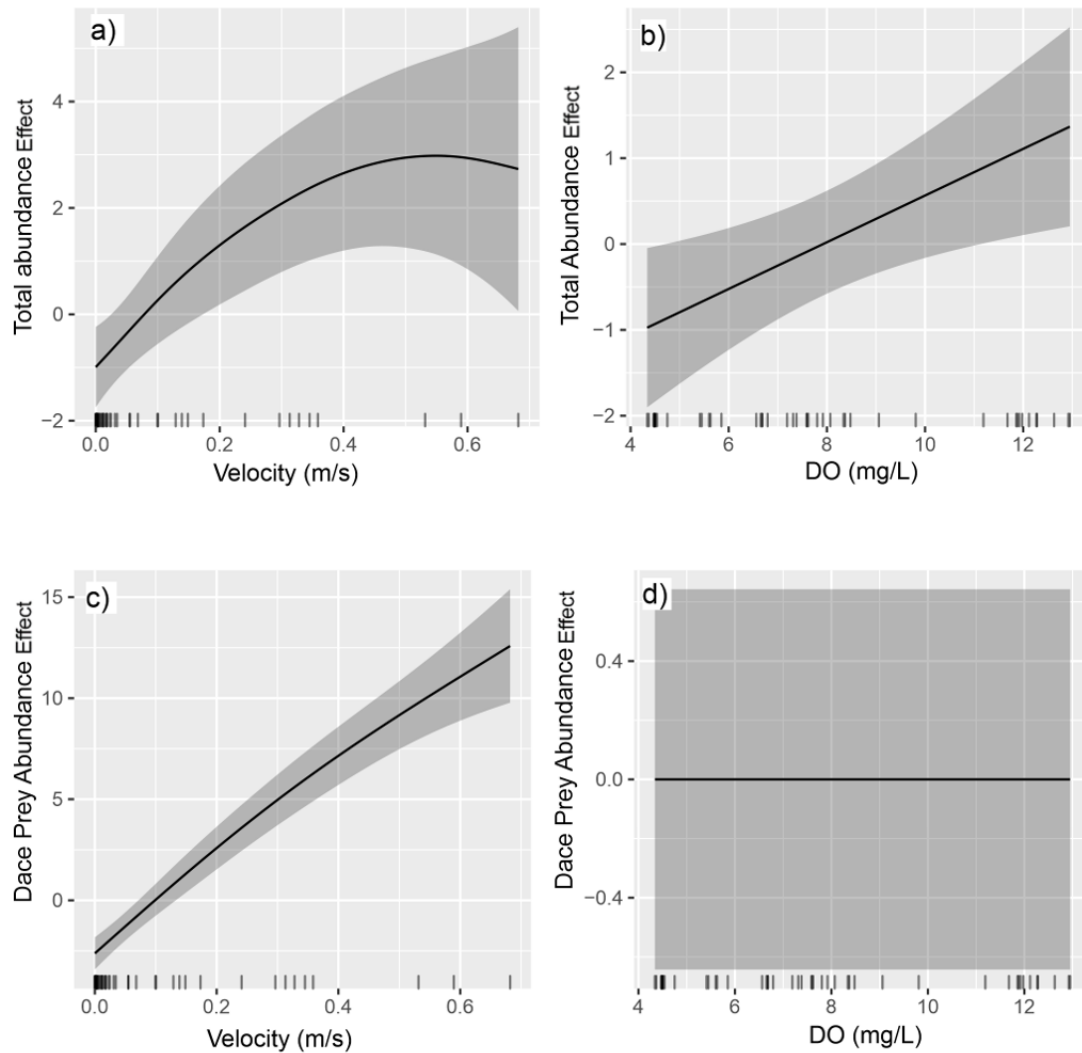 a)
Total abundance Effect
4
2
0
−2
0.0 0.2 0.4 0.6
Velocity (m/s)
b)
Total Abundance Effect
2
1
0
−1
−2
4 6 8 10 12
DO (mg/L)
c)
Dace Prey Abundance Effect
15
10
5
0
0.0 0.2 0.4 0.6
Velocity (m/s)
d)
Dace Prey Abundance Effect
0.4
0.0
−0.4
4 6 8 10 12
DO (mg/L)